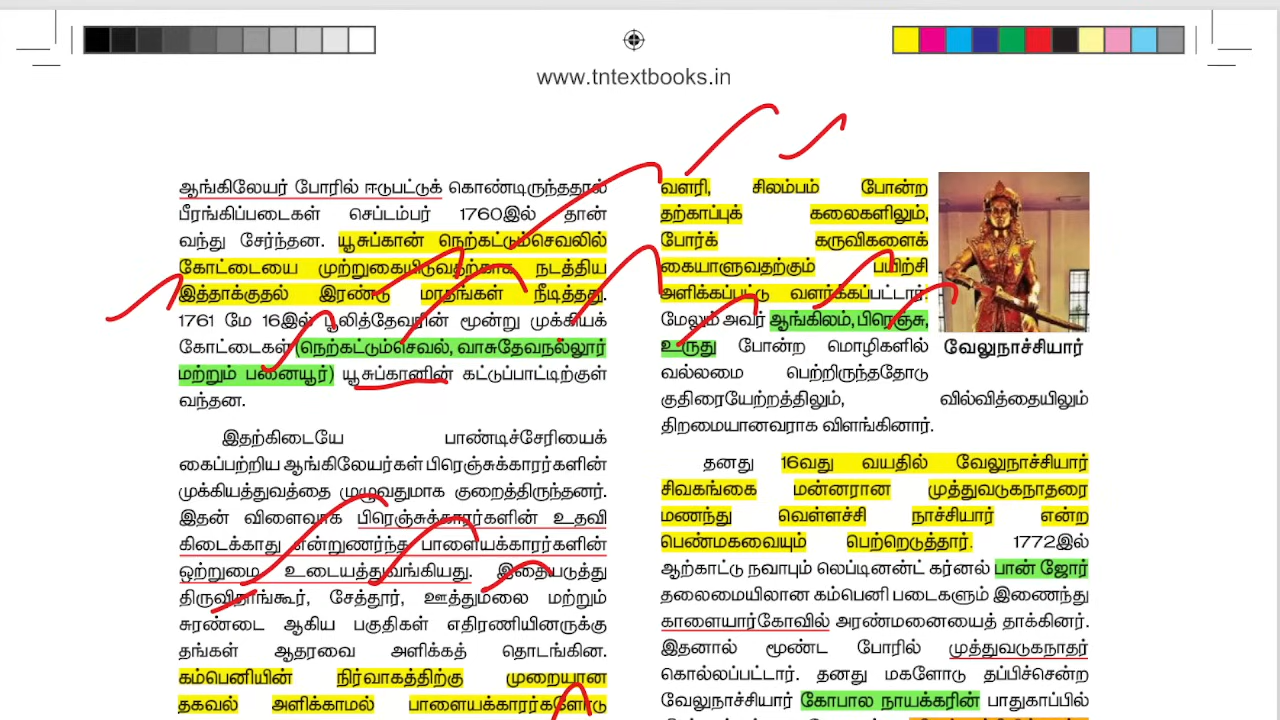 www.tntextbooks.in
ஆங்கிலேயர் போரில் ஈடுபட்டுக் கொண்டிருந்ததால்
பீரங்கிப்படைகள் செப்டம்பர் 1760இல் தான்
வந்து சேர்ந்தன. யூசுப்கான் நெற்கட்டும்செவலில்
கோட்டையை முற்றுகையிடுவதற்காக நடத்திய
இத்தாக்குதல் இரண்டு மாதங்கள் நீடித்தது.
1761 மே 16இல் பூலித்தேவரின் மூன்று முக்கியக்
கோட்டைகள் (நெற்கட்டும்செவல், வாசுதேவநல்லூர்
மற்றும் பனையூர்) யூசுப்கானின் கட்டுப்பாட்டிற்குள்
வந்தன.
இதற்கிடையே பாண்டிச்சேரியைக்
கைப்பற்றிய ஆங்கிலேயர்கள் பிரெஞ்சுக்காரர்களின்
முக்கியத்துவத்தை முழுவதுமாக குறைத்திருந்தனர்.
இதன் விளைவாக பிரெஞ்சுக்காரர்களின் உதவி
கிடைக்காது என்றுணர்ந்த பாளையக்காரர்களின்
ஒற்றுமை உடையத்துவங்கியது. இதையடுத்து
திருவிதாங்கூர், சேத்தூர், ஊத்துமலை மற்றும்
சுரண்டை ஆகிய பகுதிகள் எதிரணியினருக்கு
தங்கள் ஆதரவை அளிக்கத் தொடங்கின.
கம்பெனியின் நிர்வாகத்திற்கு முறையான
தகவல் அளிக்காமல் பாளையக்காரர்களோடு
வளரி, சிலம்பம் போன்ற
தற்காப்புக் கலைகளிலும்,
போர்க் கருவிகளைக்
கையாளுவதற்கும் பயிற்சி
அளிக்கப்பட்டு வளர்க்கப்பட்டார்.
மேலும் அவர் ஆங்கிலம், பிரெஞ்சு,
உருது போன்ற மொழிகளில்
வல்லமை பெற்றிருந்ததோடு
குதிரையேற்றத்திலும், வில்வித்தையிலும்
திறமையானவராக விளங்கினார்.
வேலுநாச்சியார்
தனது 16வது வயதில் வேலுநாச்சியார்
சிவகங்கை மன்னரான முத்துவடுகநாதரை
மணந்து வெள்ளச்சி நாச்சியார் என்ற
பெண்மகவையும் பெற்றெடுத்தார். 1772இல்
ஆற்காட்டு நவாபும் லெப்டினன்ட் கர்னல் பான் ஜோர்
தலைமையிலான கம்பெனி படைகளும் இணைந்து
காளையார்கோவில் அரண்மனையைத் தாக்கினர்.
இதனால் மூண்ட போரில் முத்துவடுகநாதர்
கொல்லப்பட்டார். தனது மகளோடு தப்பிச்சென்ற
வேலுநாச்சியார் கோபால நாயக்கரின் பாதுகாப்பில்